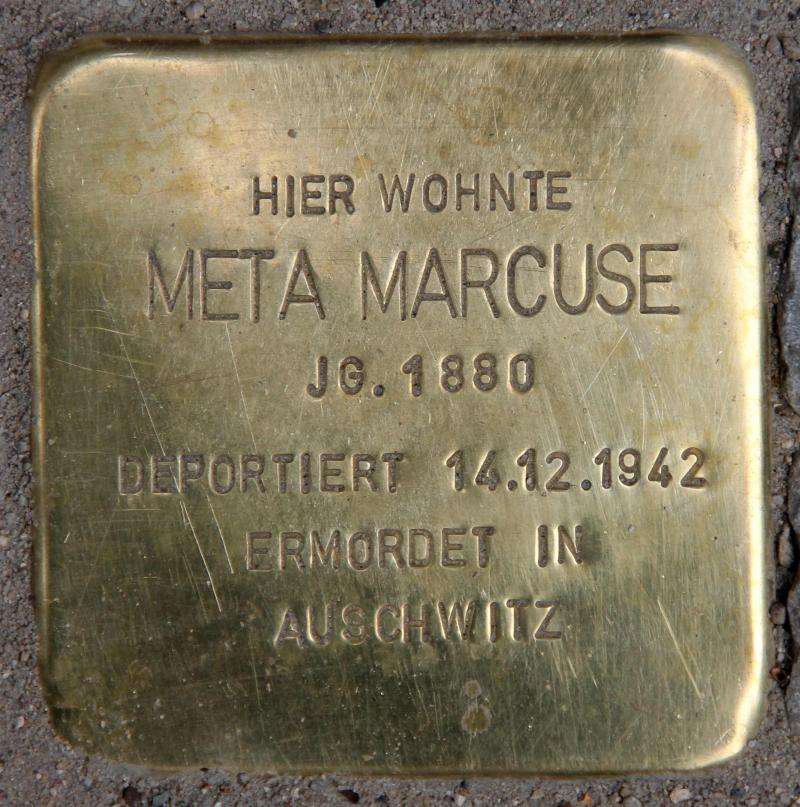 HIER WOHNTE
META MARCUSE
JG. 1880
DEPORTIERT 14.12.1942
ERMORDET IN
AUSCHWITZ